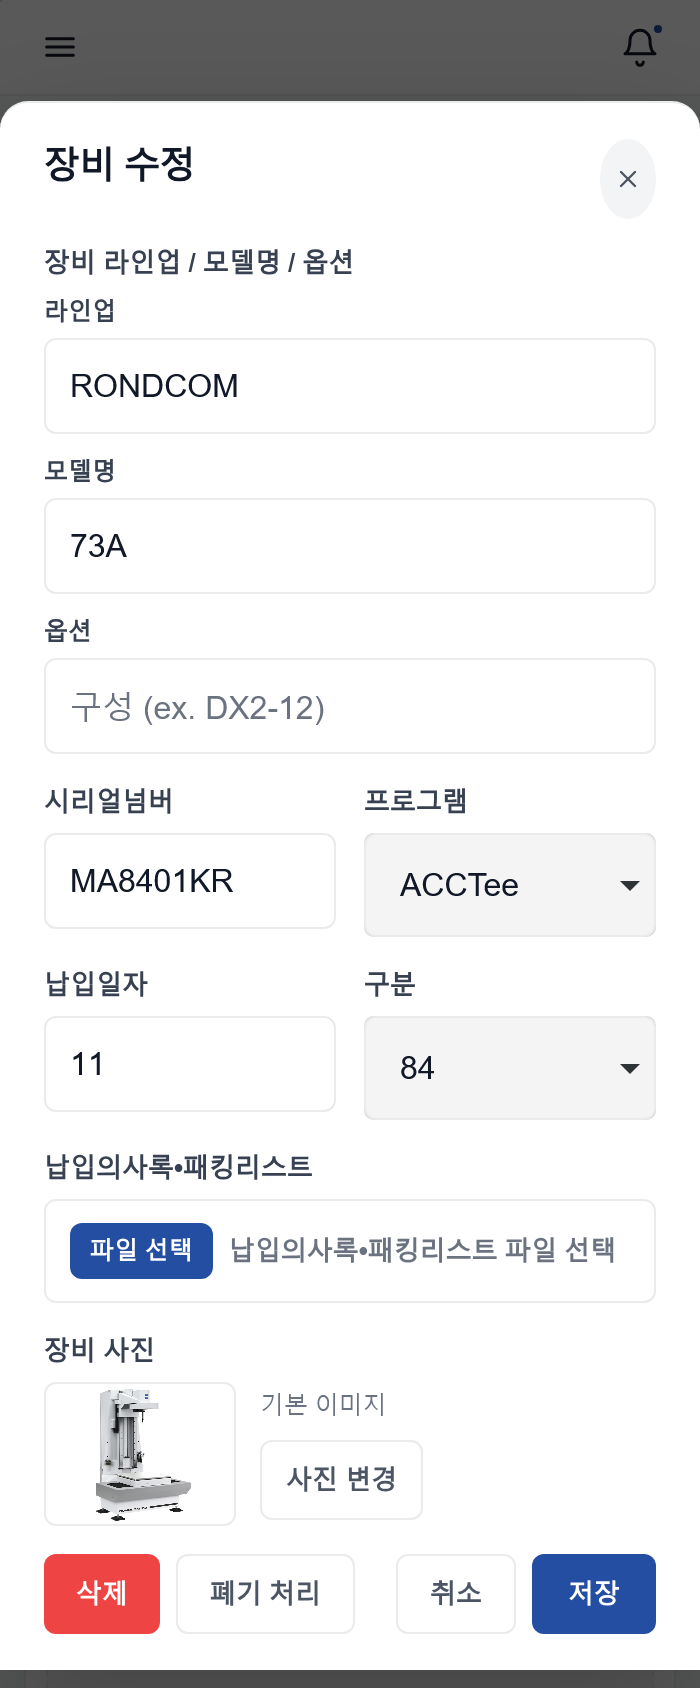 장비 수정
장비 라인업 / 모델명 / 옵션
라인업
RONDCOM
모델명
73A
옵션
구성 (ex. DX2-12)
시리얼넘버
프로그램
MA8401KR
ACCTee
납입일자
구분
11
84
납입의사록•패킹리스트
파일 선택
납입의사록•패킹리스트 파일 선택
장비 사진
기본 이미지
사진 변경
삭제
폐기 처리
취소
저장